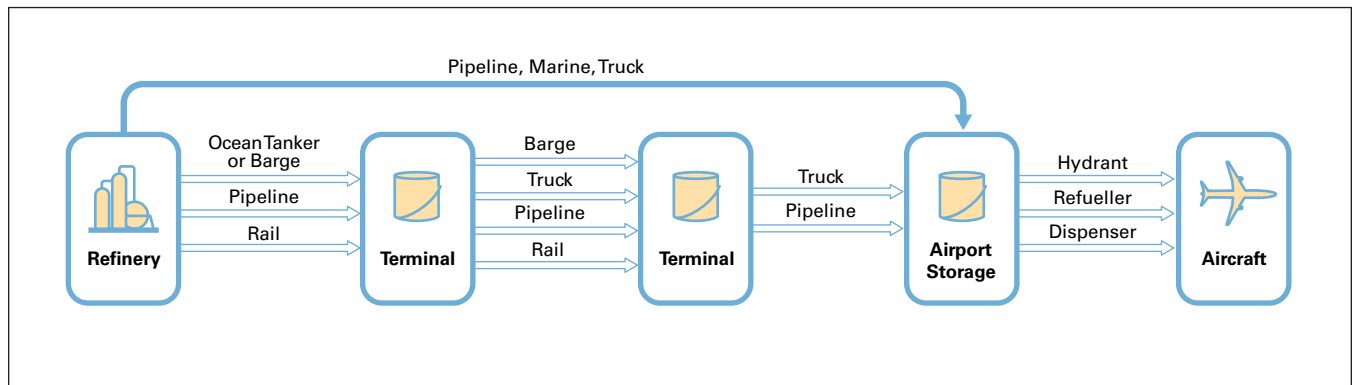 Pipeline, Marine, Truck
Ocean Tanker
or Barge
Pipeline
Rail
Refinery
Terminal
Barge
Truck
Pipeline
Rail
Terminal
Truck
Pipeline
Airport
Storage
Hydrant
Refueller
Dispenser
Aircraft